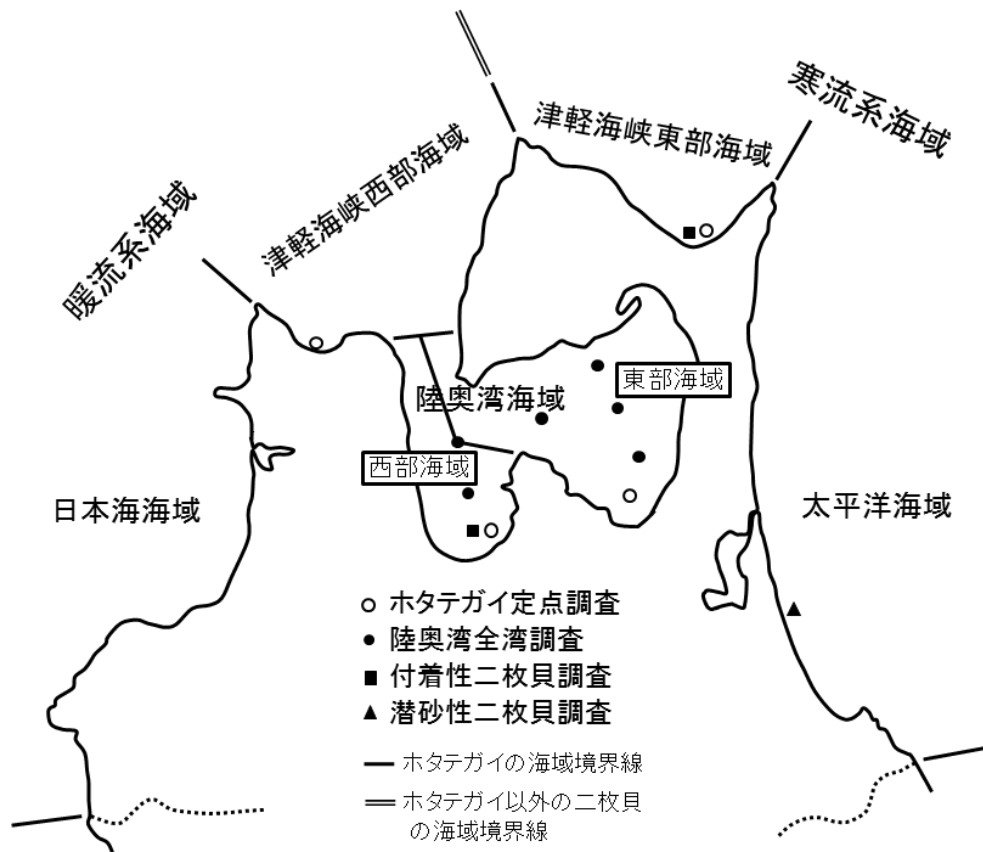 津軽海峡東部海域
寒流系海域
津軽海峡西部海域
暖流系海域
東部海域
陸奥湾海域
西部海域
日本海海域
太平洋海域
○ ホタテガイ定点調査
● 陸奥湾全湾調査
■ 付着性二枚貝調査
▲ 潜砂性二枚貝調査
ホタテガイの海域境界線
ホタテガイ以外の二枚貝
の海域境界線